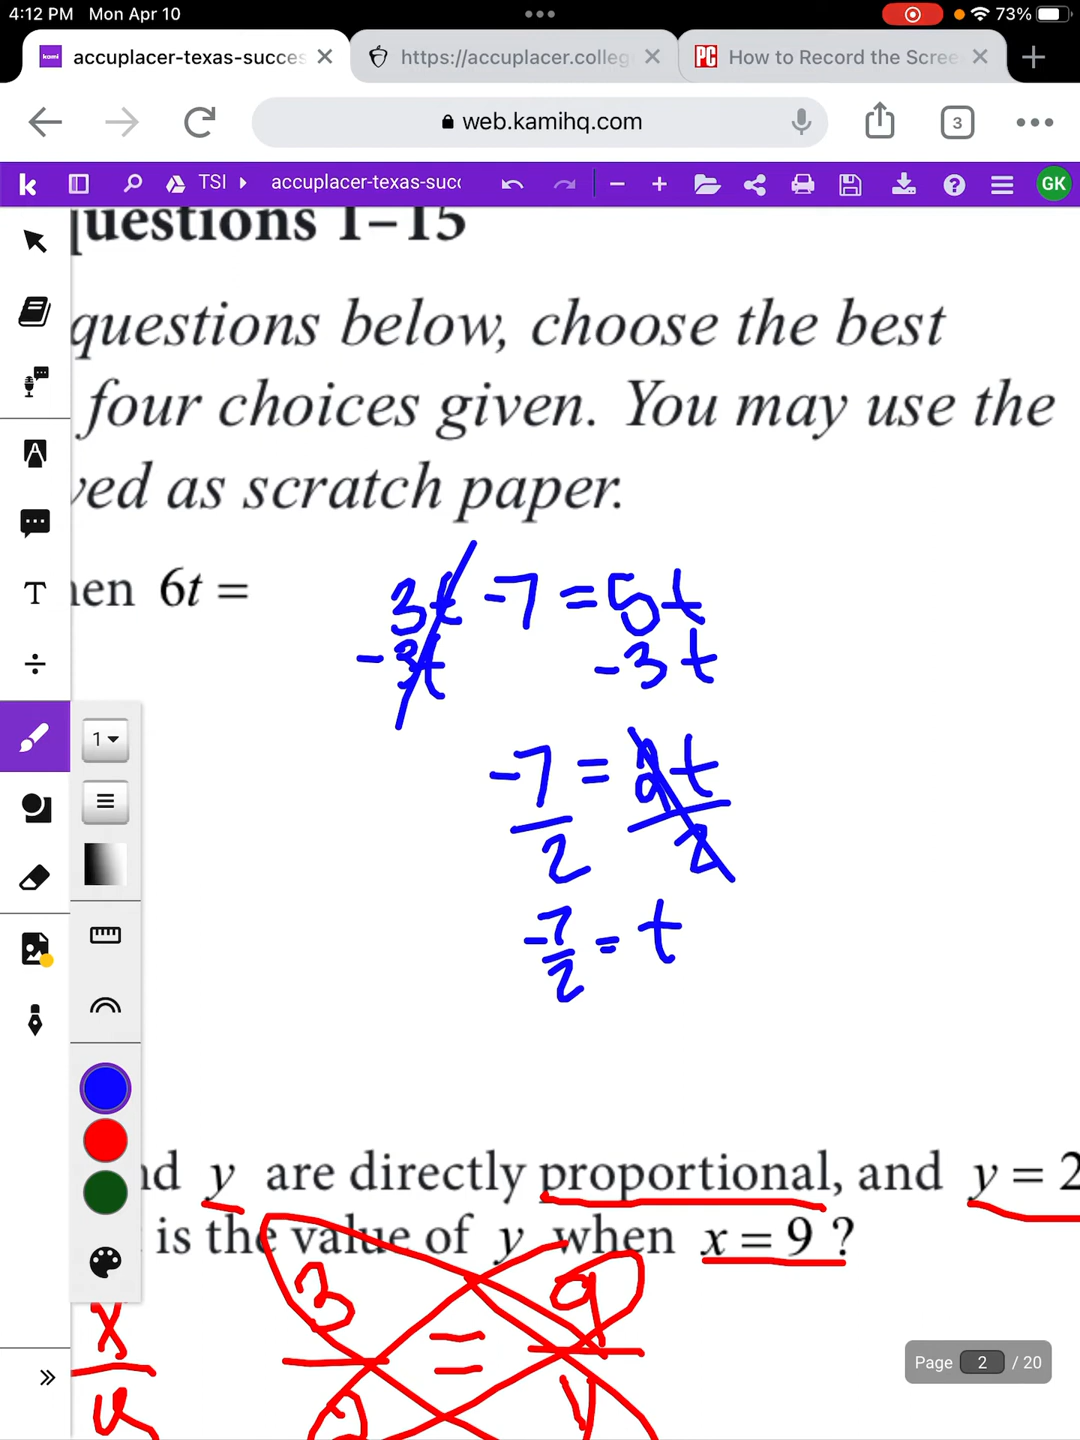 4:12 PM Mon Apr 10
73%
kami accuplacer-texas-succes
https://accuplacer.colleg
PC How to Record the Scree
web.kamihq.com
3
k TSI accuplacer-texas-succ GK
uestions 1–15
questions below, choose the best
four choices given. You may use the
ved as scratch paper.
hen 6t =
3t -7 = 5t
-3t -3t
-7 = 2t
2 2
-7/2 = t
1
nd y are directly proportional, and y = 2
is the value of y when x = 9 ?
3 = 9
x
y
2 y
Page 2 / 20